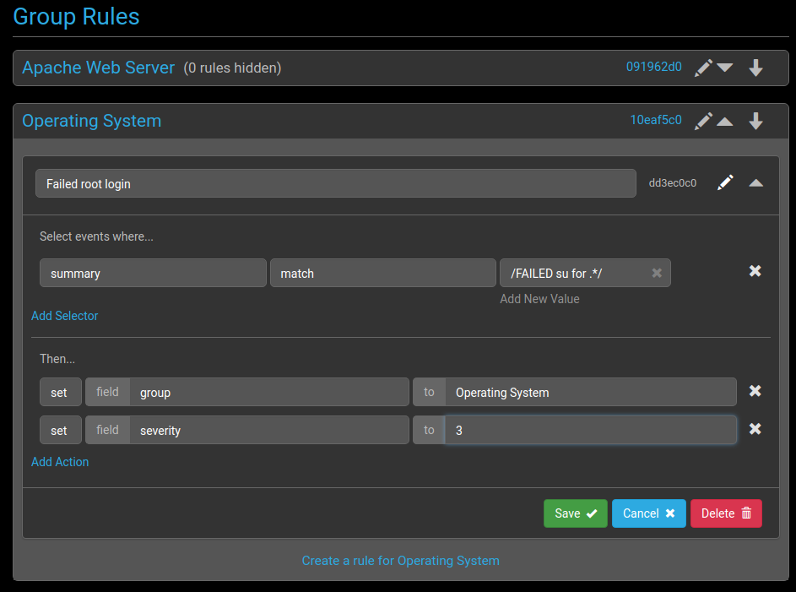 Group Rules
Apache Web Server (0 rules hidden) 091962d0
Operating System 10eaf5c0
Failed root login dd3ec0c0
Select events where...
summary match /FAILED su for .*/
Add New Value
Add Selector
Then...
set field group to Operating System
set field severity to 3
Add Action
Save Cancel Delete
Create a rule for Operating System